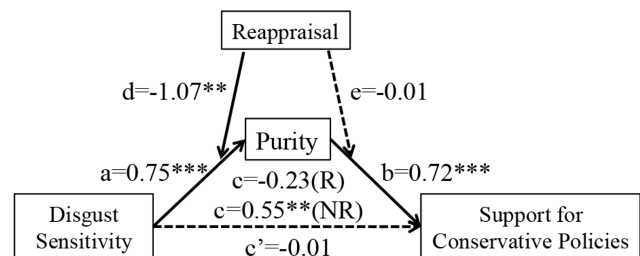 Reappraisal
d=-1.07**
e=-0.01
Purity
a=0.75***
b=0.72***
c=-0.23(R)
c=0.55**(NR)
Disgust
Sensitivity
Support for
Conservative Policies
c’=-0.01